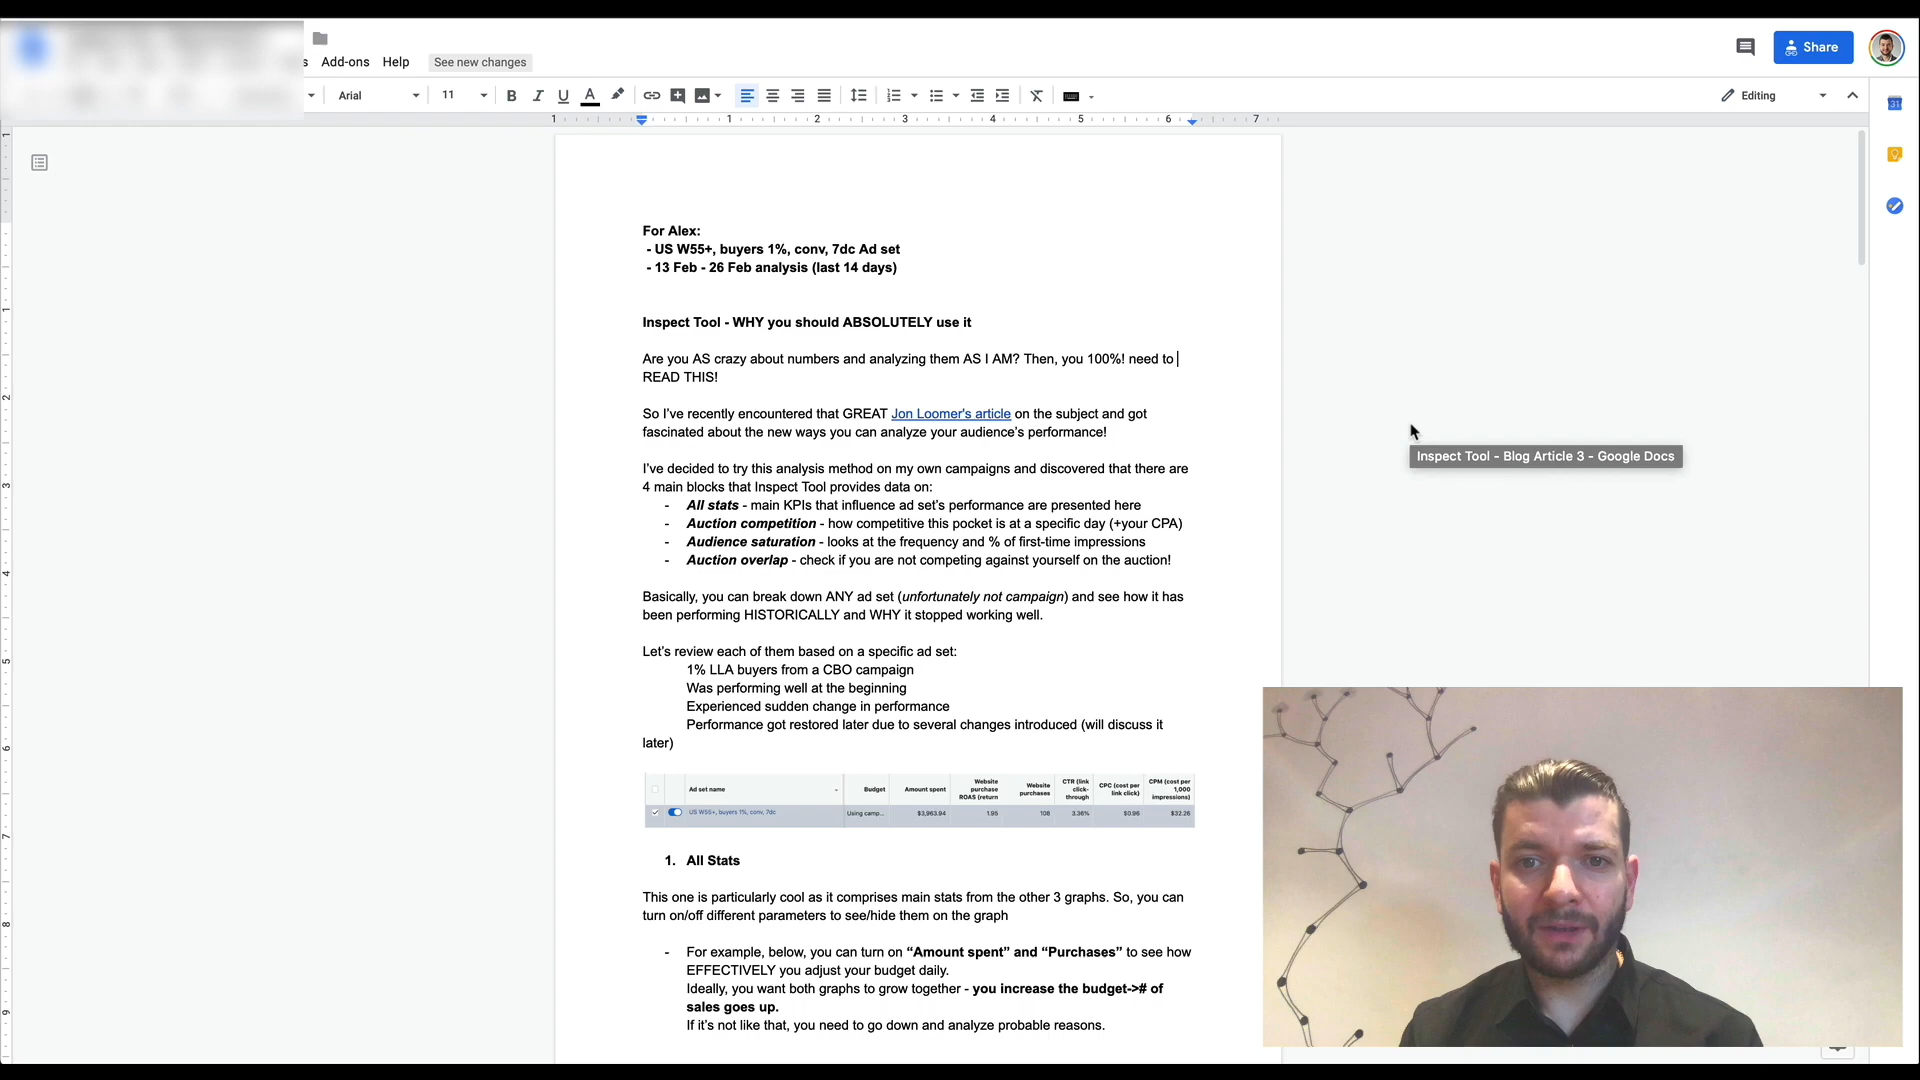 Add-ons Help See new changes
Share
Arial 11 B I U A Editing
1 1 2 3 4 5 6 7
For Alex:
- US W55+, buyers 1%, conv, 7dc Ad set
- 13 Feb - 26 Feb analysis (last 14 days)
Inspect Tool - WHY you should ABSOLUTELY use it
Are you AS crazy about numbers and analyzing them AS I AM? Then, you 100%! need to
READ THIS!
So I've recently encountered that GREAT Jon Loomer's article on the subject and got
fascinated about the new ways you can analyze your audience's performance!
Inspect Tool - Blog Article 3 - Google Docs
I've decided to try this analysis method on my own campaigns and discovered that there are
4 main blocks that Inspect Tool provides data on:
- All stats - main KPIs that influence ad set's performance are presented here
- Auction competition - how competitive this pocket is at a specific day (+your CPA)
- Audience saturation - looks at the frequency and % of first-time impressions
- Auction overlap - check if you are not competing against yourself on the auction!
Basically, you can break down ANY ad set (unfortunately not campaign) and see how it has
been performing HISTORICALLY and WHY it stopped working well.
Let's review each of them based on a specific ad set:
1% LLA buyers from a CBO campaign
Was performing well at the beginning
Experienced sudden change in performance
Performance got restored later due to several changes introduced (will discuss it
later)
Ad set name Budget Amount spent Website purchase ROAS (return Website purchases CTR (link click-through CPC (cost per link click) CPM (cost per 1,000 impressions)
US W55+, buyers 1%, conv, 7dc Using camp... $3,963.94 1.95 108 3.36% $0.96 $32.26
1. All Stats
This one is particularly cool as it comprises main stats from the other 3 graphs. So, you can
turn on/off different parameters to see/hide them on the graph
- For example, below, you can turn on “Amount spent” and “Purchases” to see how
EFFECTIVELY you adjust your budget daily.
Ideally, you want both graphs to grow together - you increase the budget-># of
sales goes up.
If it's not like that, you need to go down and analyze probable reasons.